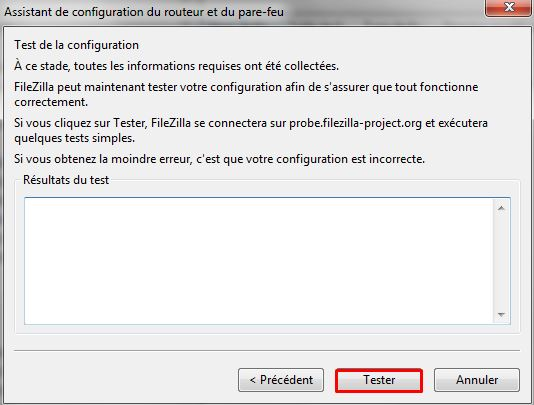 Assistant de configuration du routeur et du pare-feu
Test de la configuration
À ce stade, toutes les informations requises ont été collectées.
FileZilla peut maintenant tester votre configuration afin de s'assurer que tout fonctionne
correctement.
Si vous cliquez sur Tester, FileZilla se connectera sur probe.filezilla-project.org et exécutera
quelques tests simples.
Si vous obtenez la moindre erreur, c'est que votre configuration est incorrecte.
Résultats du test
< Précédent
Tester
Annuler